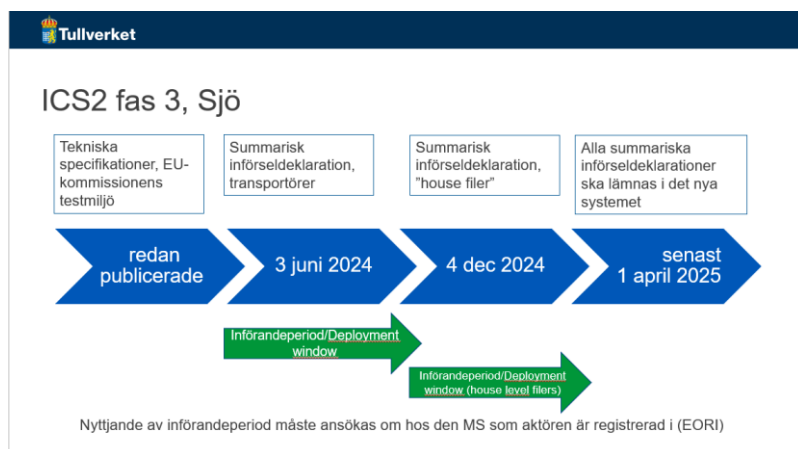 Tullverket
ICS2 fas 3, Sjö
Tekniska
specifikationer, EU-
kommissionens
testmiljö
Summarisk
införseldeklaration,
transportörer
Summarisk
införseldeklaration,
"house filer"
Alla summariska
införseldeklarationer
ska lämnas i det nya
systemet
redan
publicerade
3 juni 2024
4 dec 2024
senast
1 april 2025
Införandeperiod/Deployment
window
Införandeperiod/Deployment
window (house level filers)
Nyttjande av införandeperiod måste ansökas om hos den MS som aktören är registrerad i (EORI)